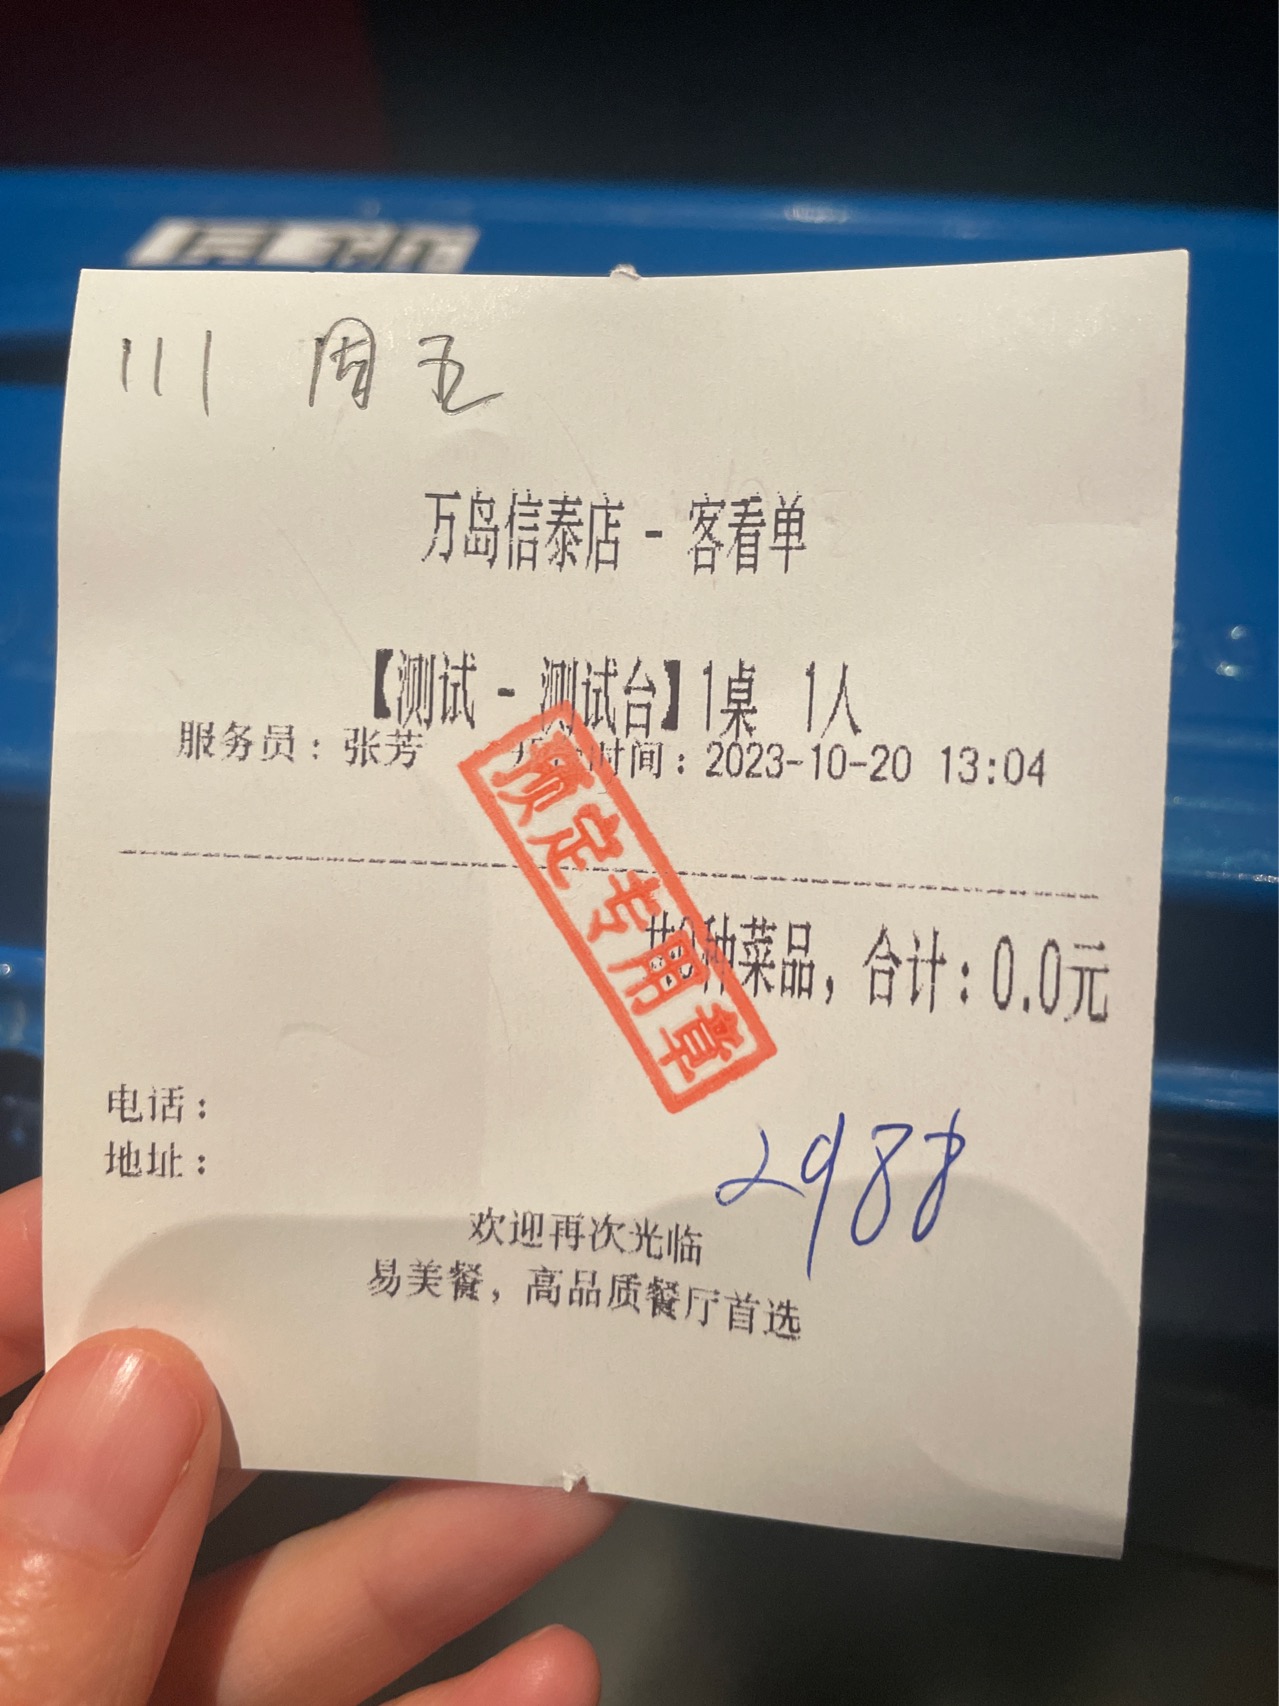 111 周五
万岛信泰店 - 客看单
【测试 - 测试台】1桌 1人
服务员：张芳 时间：2023-10-20 13:04
预定专用章
共0种菜品，合计：0.0元
电话：
地址：
2988
欢迎再次光临
易美餐，高品质餐厅首选